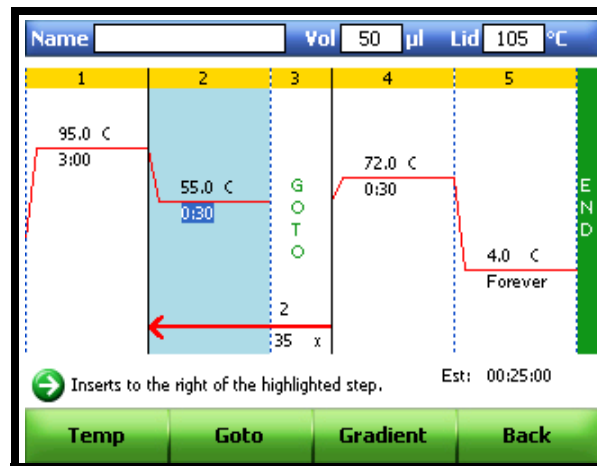 Name Vol 50 µl Lid 105 °C
1 2 3 4 5
95.0 C
3:00
55.0 C
0:30
GOTO
2
35 x
72.0 C
0:30
4.0 C
Forever
END
Inserts to the right of the highlighted step.
Est: 00:25:00
Temp Goto Gradient Back